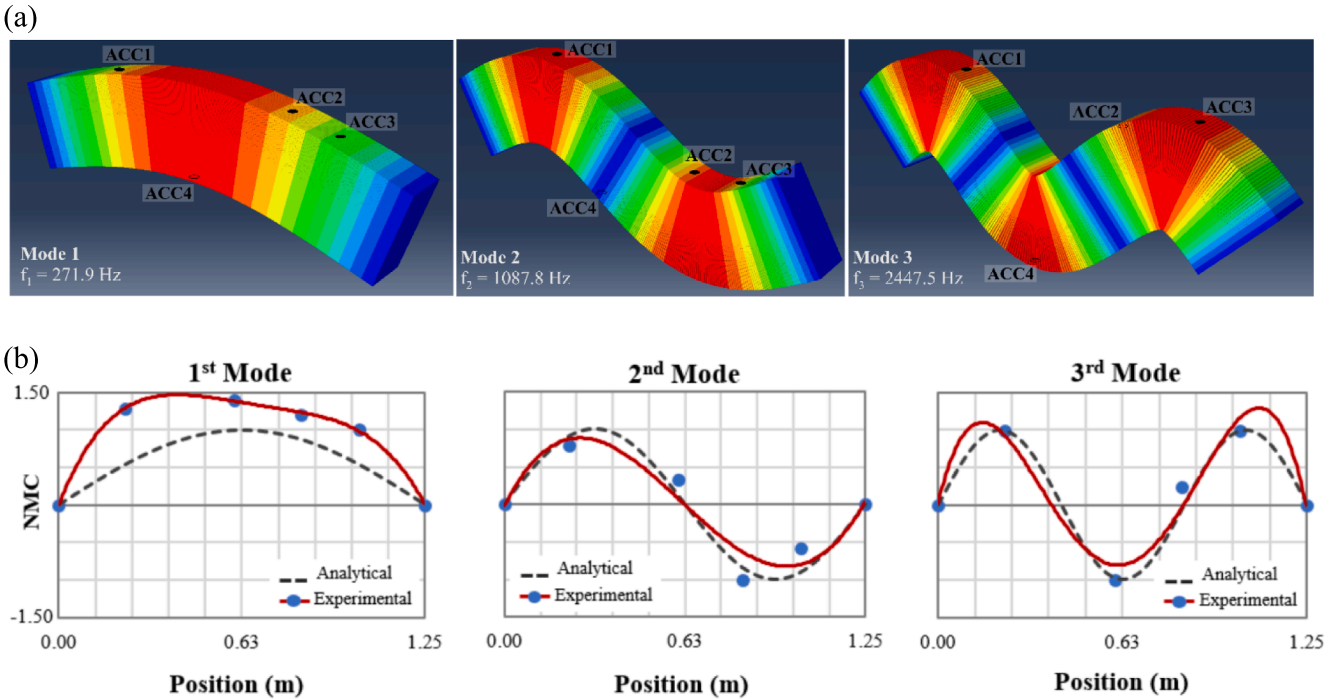 (a)
ACC1
ACC2
ACC3
ACC4
Mode 1
f₁ = 271.9 Hz
ACC1
ACC2
ACC3
ACC4
Mode 2
f₂ = 1087.8 Hz
ACC1
ACC2
ACC3
ACC4
Mode 3
f₃ = 2447.5 Hz
(b)
1st Mode
2nd Mode
3rd Mode
1.50
NMC
-1.50
Analytical
Experimental
Analytical
Experimental
Analytical
Experimental
0.00 0.63 1.25
0.00 0.63 1.25
0.00 0.63 1.25
Position (m)
Position (m)
Position (m)